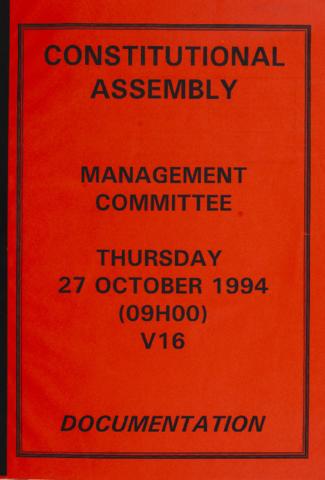 CONSTITUTIONAL
ASSEMBLY
MANAGEMENT
COMMITTEE
THURSDAY
27 OCTOBER 1994
(09H00)
V16
DOCUMENTATION